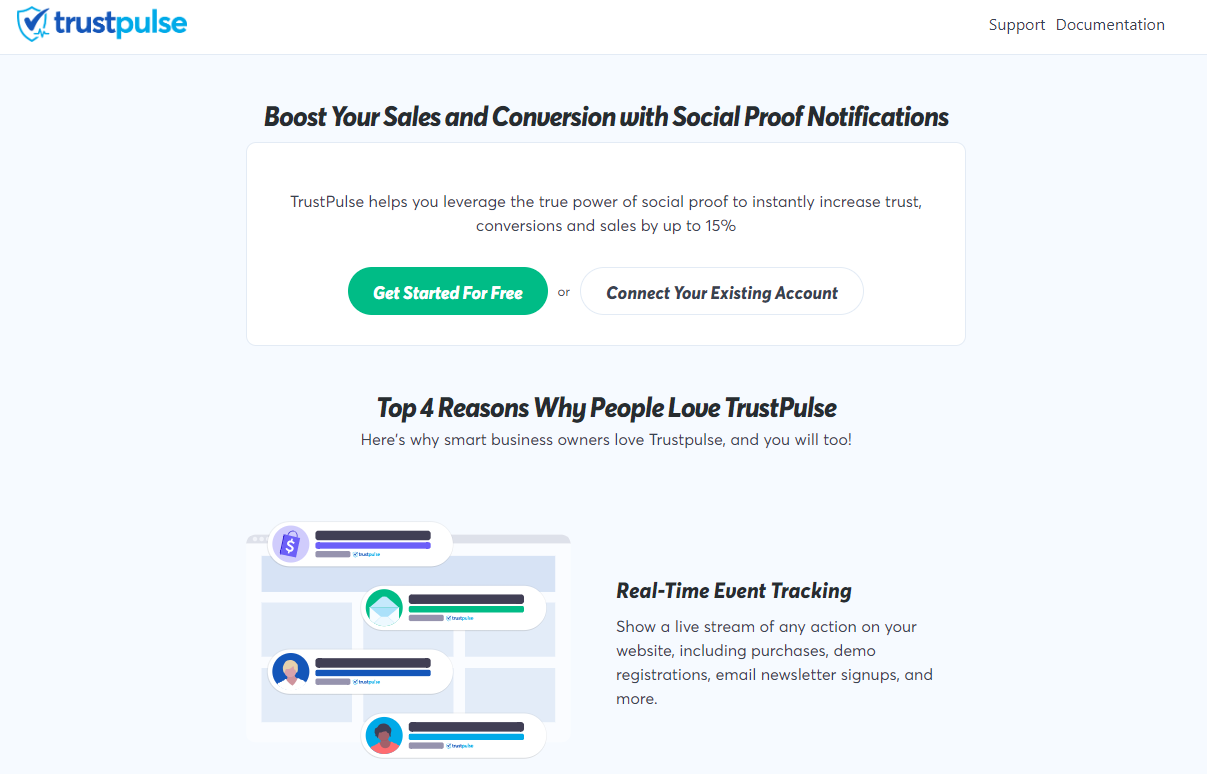 trustpulse
Support Documentation
Boost Your Sales and Conversion with Social Proof Notifications
TrustPulse helps you leverage the true power of social proof to instantly increase trust,
conversions and sales by up to 15%
Get Started For Free or Connect Your Existing Account
Top 4 Reasons Why People Love TrustPulse
Here's why smart business owners love Trustpulse, and you will too!
$
trustpulse
trustpulse
trustpulse
trustpulse
Real-Time Event Tracking
Show a live stream of any action on your
website, including purchases, demo
registrations, email newsletter signups, and
more.